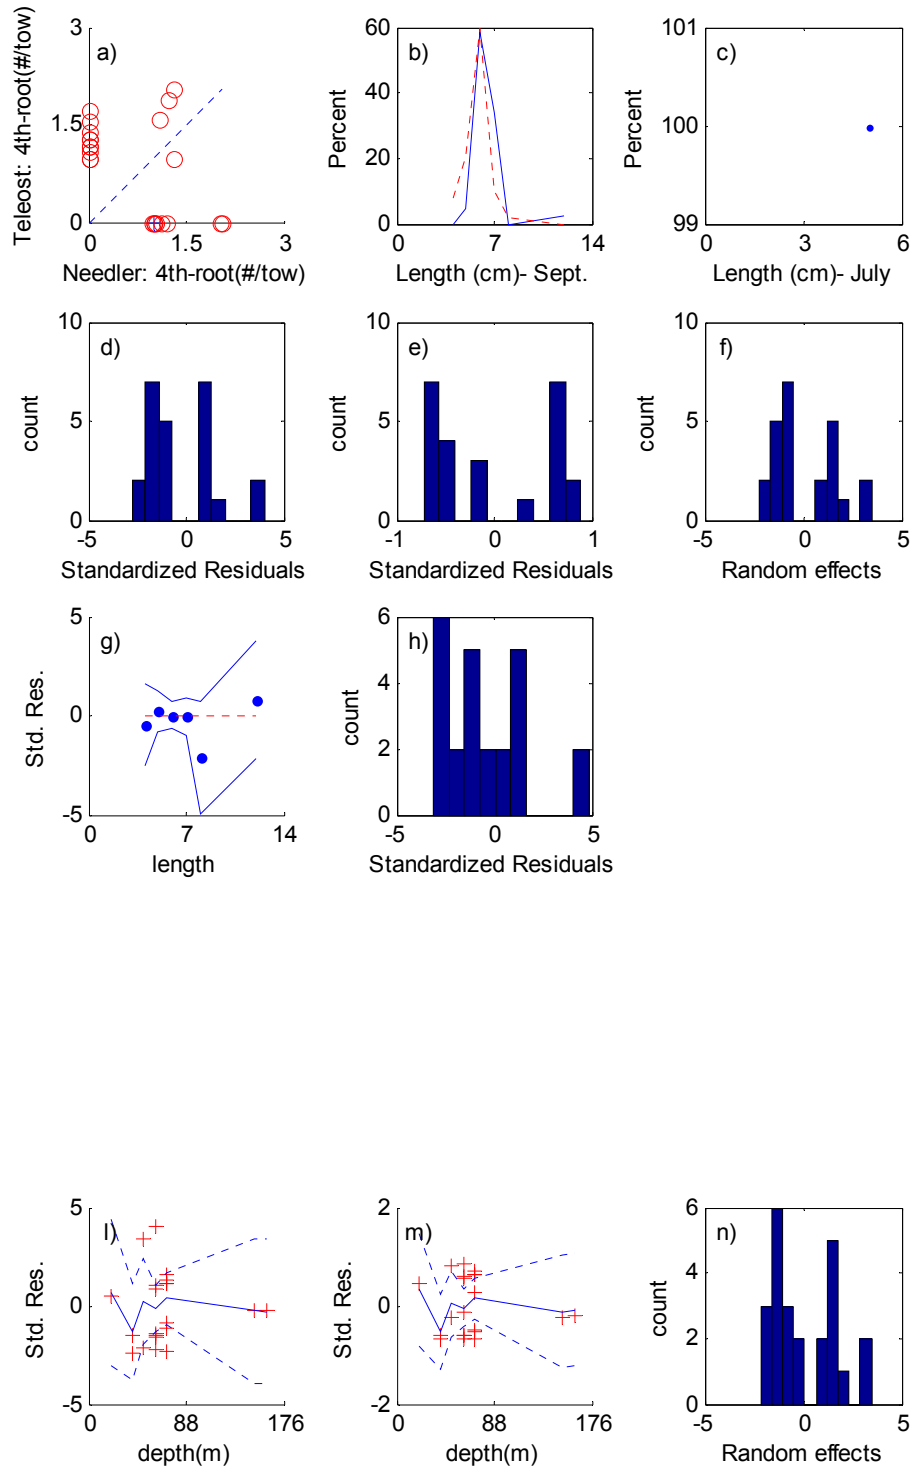 3
1.5
0
0
1.5
3
a)
Teleost: 4th-root(#/tow)
Needler: 4th-root(#/tow)
60
40
20
0
0
7
14
b)
Percent
Length (cm)- Sept.
101
100
99
0
3
6
c)
Percent
Length (cm)- July
10
5
0
-5
0
5
d)
count
Standardized Residuals
10
5
0
-1
0
1
e)
count
Standardized Residuals
10
5
0
-5
0
5
f)
count
Random effects
5
0
-5
0
7
14
g)
Std. Res.
length
6
4
2
0
-5
0
5
h)
count
Standardized Residuals
5
0
-5
0
88
176
l)
Std. Res.
depth(m)
2
0
-2
0
88
176
m)
Std. Res.
depth(m)
6
4
2
0
-5
0
5
n)
count
Random effects